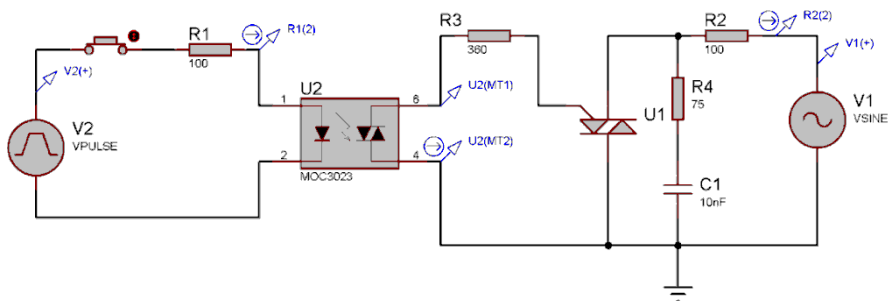 R1
100
R1(2)
V2(+)
V2
VPULSE
U2
1
2
6
4
MOC3023
R3
360
U2(MT1)
U2(MT2)
U1
R2
100
R2(2)
V1(+)
R4
75
C1
10nF
V1
VSINE